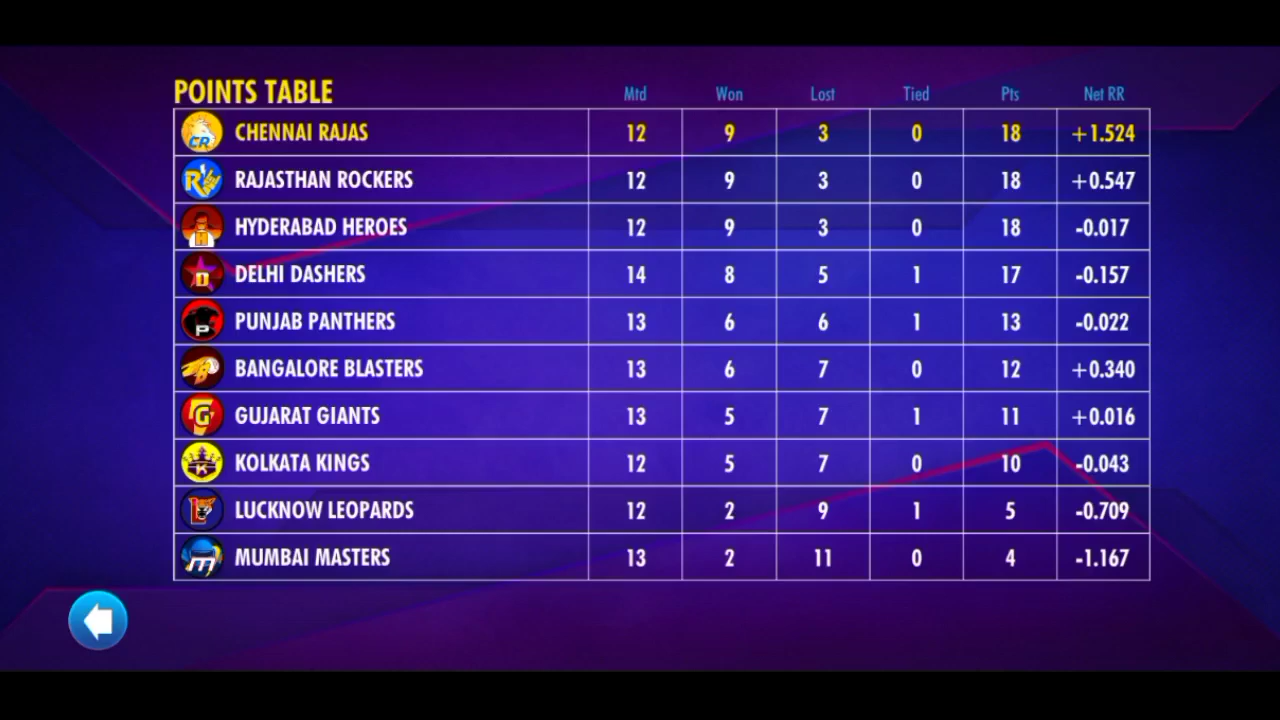 POINTS TABLE Mtd Won Lost Tied Pts Net RR
CR CHENNAI RAJAS 12 9 3 0 18 +1.524
R RAJASTHAN ROCKERS 12 9 3 0 18 +0.547
H HYDERABAD HEROES 12 9 3 0 18 -0.017
D DELHI DASHERS 14 8 5 1 17 -0.157
P PUNJAB PANTHERS 13 6 6 1 13 -0.022
B BANGALORE BLASTERS 13 6 7 0 12 +0.340
G GUJARAT GIANTS 13 5 7 1 11 +0.016
K KOLKATA KINGS 12 5 7 0 10 -0.043
L LUCKNOW LEOPARDS 12 2 9 1 5 -0.709
M MUMBAI MASTERS 13 2 11 0 4 -1.167